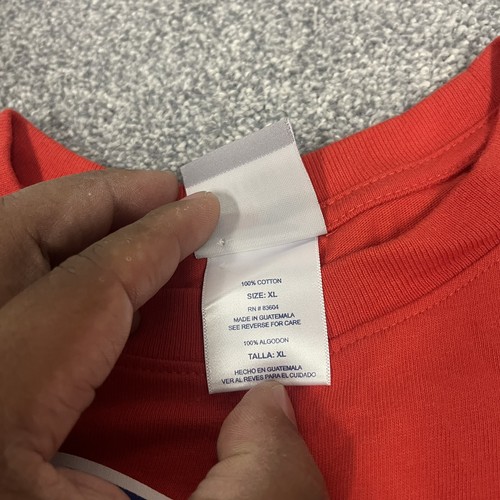 100% COTTON
SIZE: XL
RN # 83604
MADE IN GUATEMALA
SEE REVERSE FOR CARE
100% ALGODON
TALLA: XL
HECHO EN GUATEMALA
VER AL REVES PARA EL CUIDADO